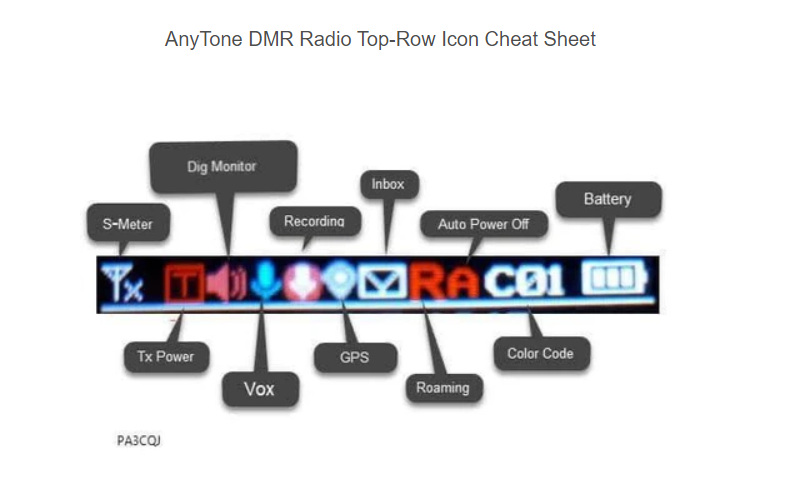 AnyTone DMR Radio Top-Row Icon Cheat Sheet
Dig Monitor
Inbox
Battery
S-Meter
Recording
Auto Power Off
T RA C01
Tx Power
GPS
Color Code
Vox
Roaming
PA3CQJ